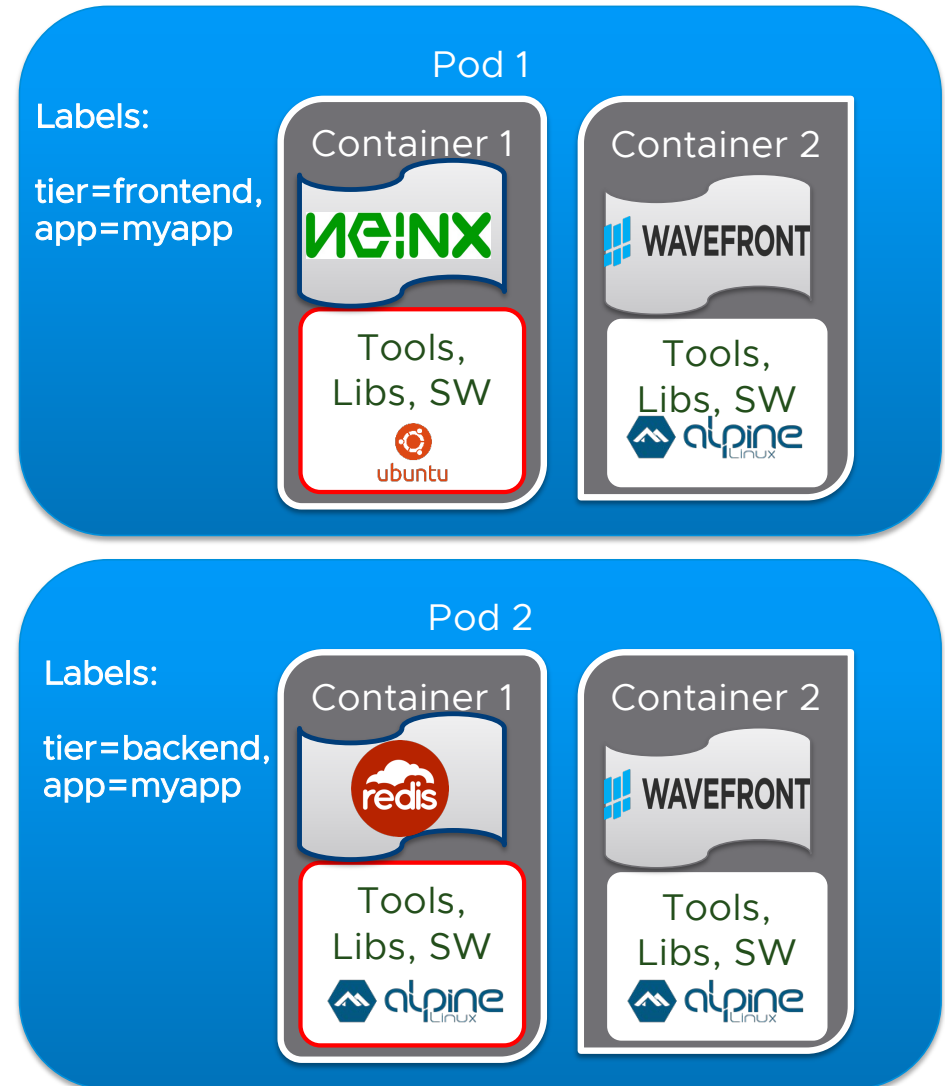 Pod 1
Labels:
tier=frontend,
app=myapp
Container 1
NGINX
Tools,
Libs, SW
ubuntu
Container 2
WAVEFRONT
Tools,
Libs, SW
alpine
Linux
Pod 2
Labels:
tier=backend,
app=myapp
Container 1
redis
Tools,
Libs, SW
alpine
Linux
Container 2
WAVEFRONT
Tools,
Libs, SW
alpine
Linux